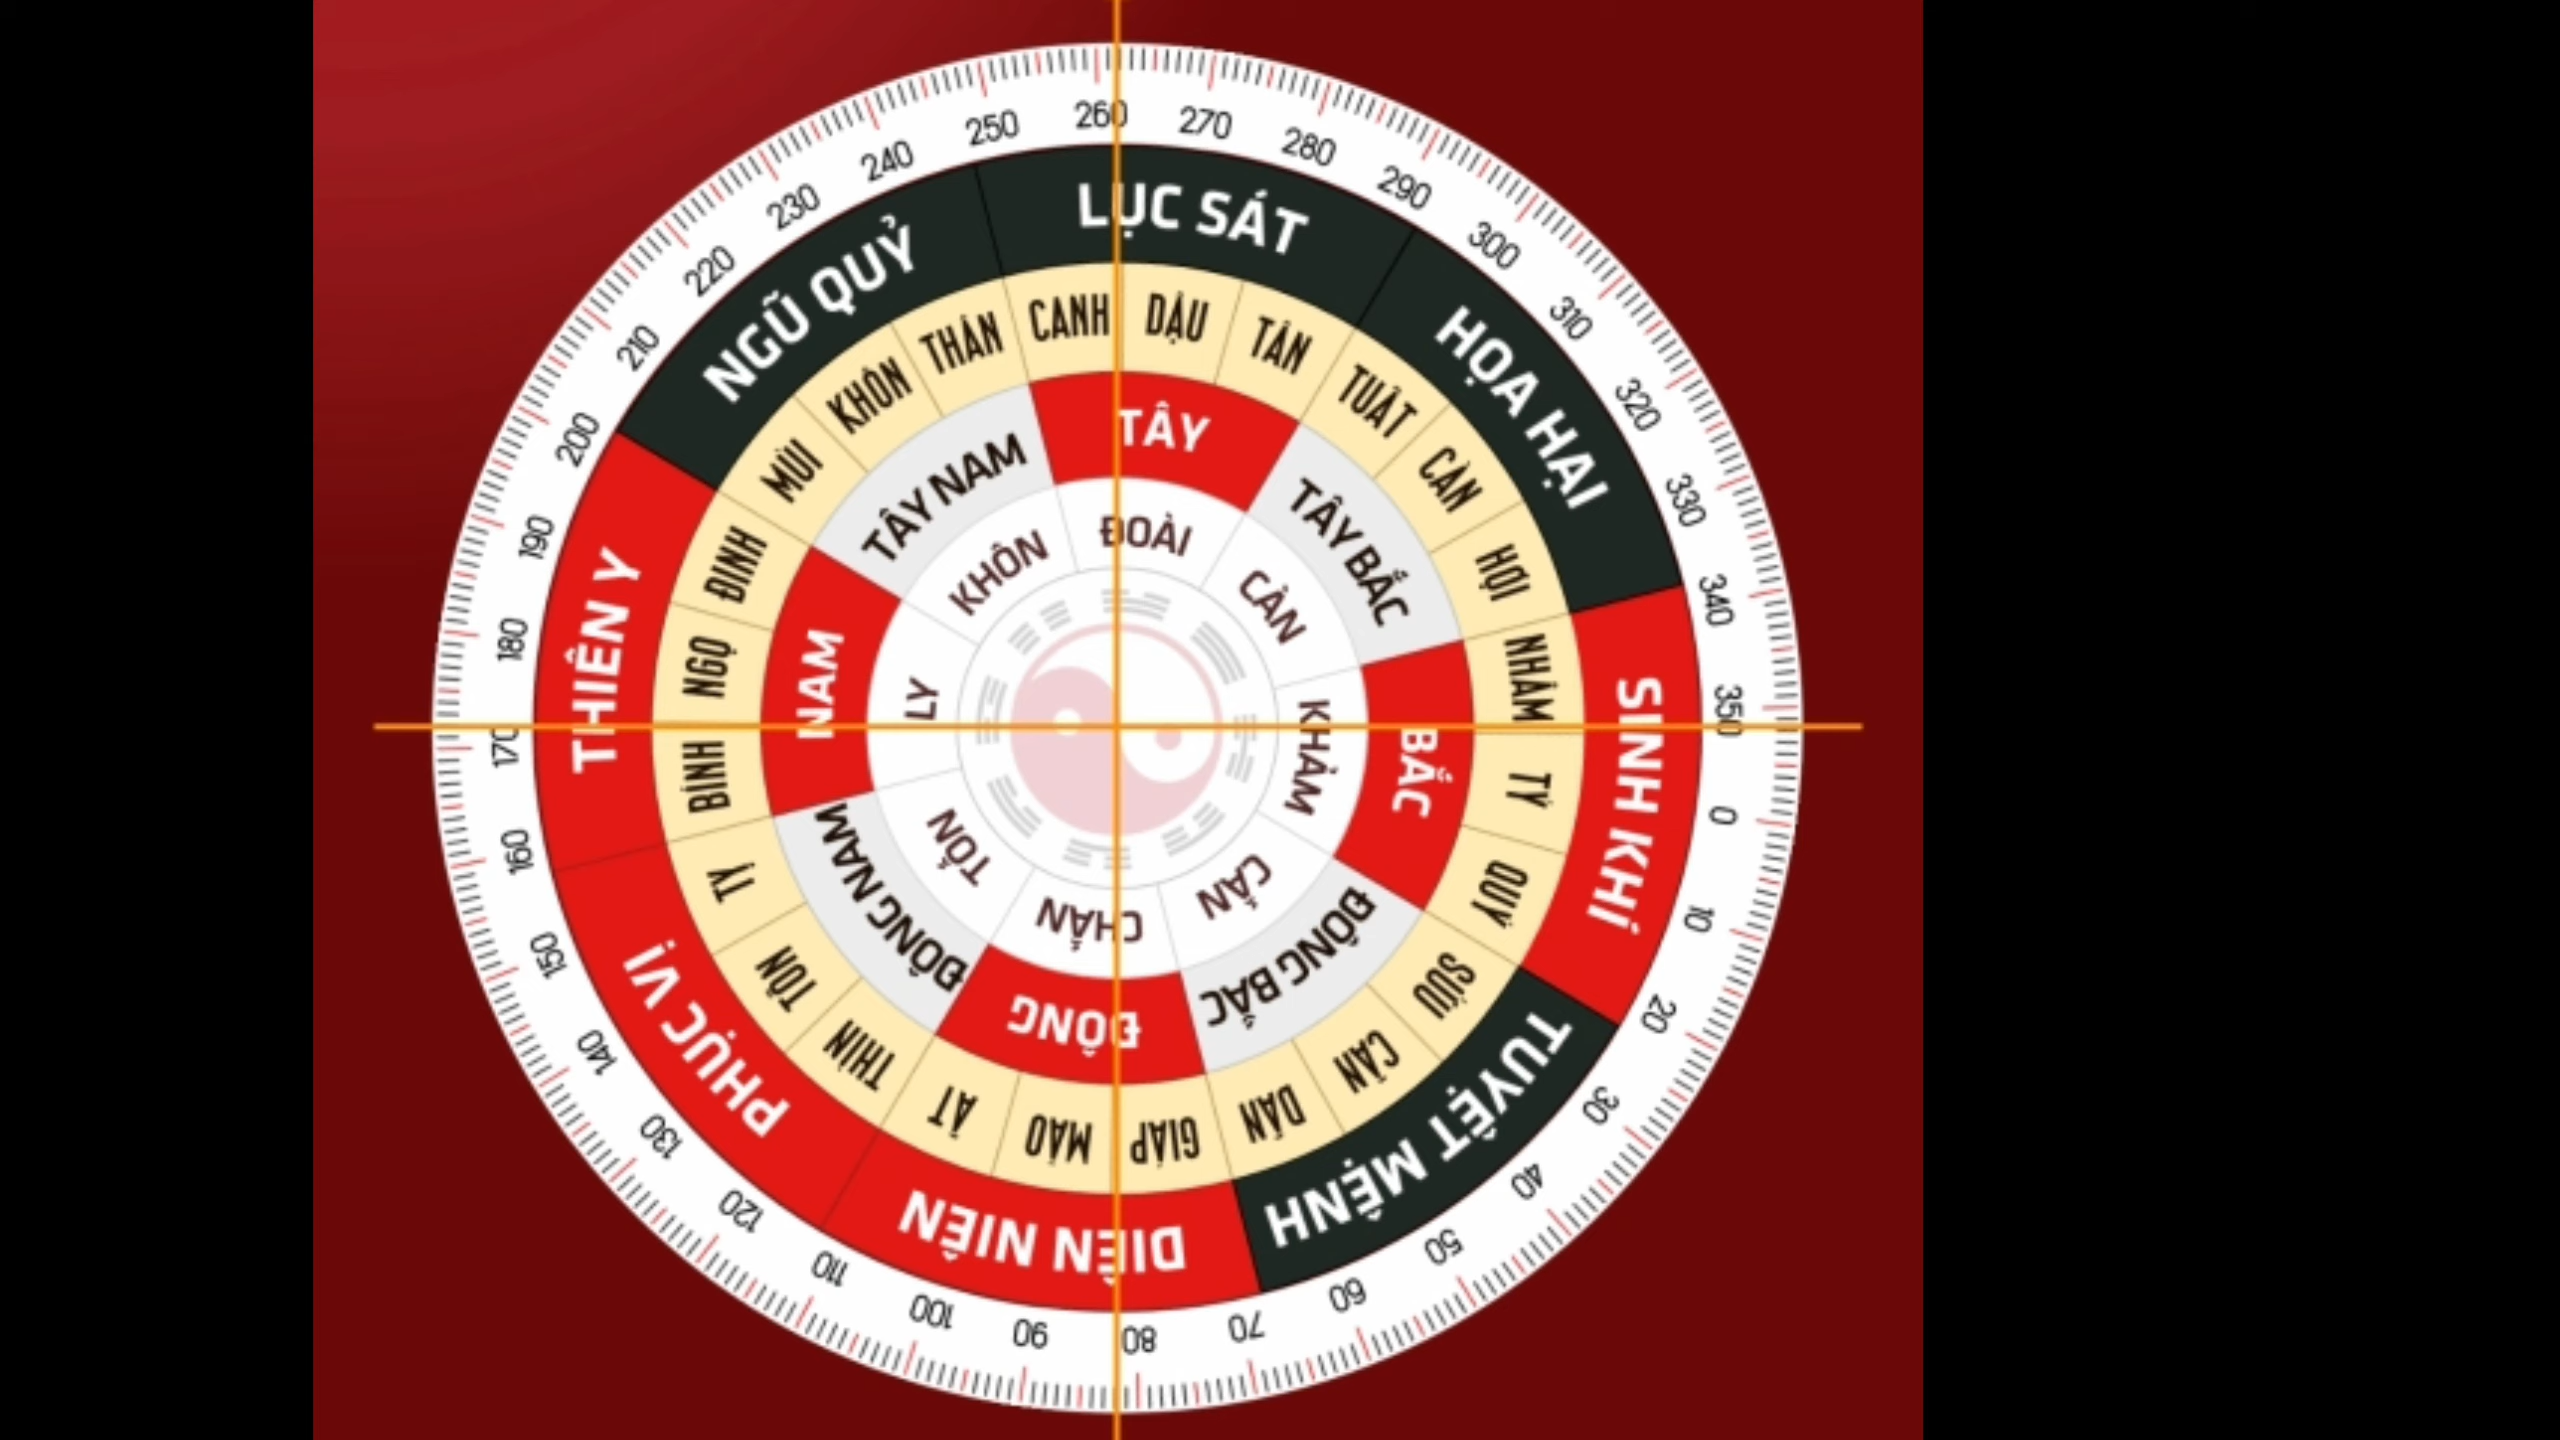 260
270
280
290
300
310
320
330
340
350
0
10
20
30
40
50
60
70
80
90
100
110
120
130
140
150
160
170
180
190
200
210
220
230
240
250
LỤC SÁT
HỌA HẠI
SINH KHÍ
TUYỆT MỆNH
DIÊN NIÊN
PHỤC VỊ
THIÊN Y
NGŨ QUỶ
CANH
DẬU
TÂN
TUẤT
CÀN
HỢI
NHÂM
TÝ
QUÝ
SỬU
CẤN
DẦN
GIÁP
MÃO
ẤT
THÌN
TỐN
TỴ
BÍNH
NGỌ
ĐINH
MÙI
KHÔN
THÂN
TÂY
TÂY BẮC
BẮC
ĐÔNG BẮC
ĐÔNG
ĐÔNG NAM
NAM
TÂY NAM
ĐOÀI
CÀN
KHẢM
CẤN
CHẤN
TỐN
LY
KHÔN